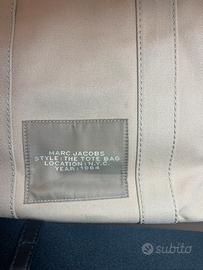 MARC JACOBS
STYLE: THE TOTE BAG
LOCATION: N.Y.C.
YEAR: 1984
subito